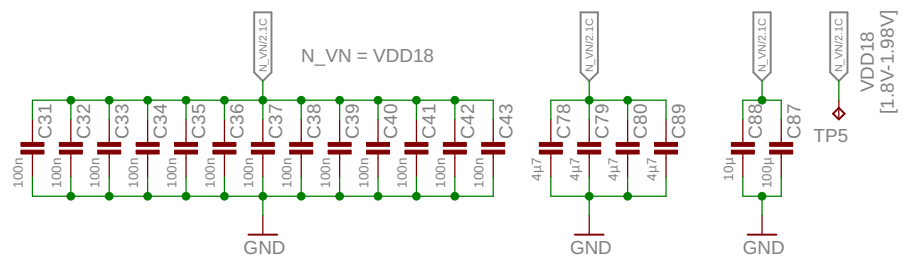 N_VN/2.1C
N_VN = VDD18
N_VN/2.1C
N_VN/2.1C
N_VN/2.1C
VDD18
[1.8V-1.98V]
C31
C32
C33
C34
C35
C36
C37
C38
C39
C40
C41
C42
C43
C78
C79
C80
C89
C88
C87
TP5
100n
100n
100n
100n
100n
100n
100n
100n
100n
100n
100n
100n
100n
4µ7
4µ7
4µ7
4µ7
10µ
100µ
GND
GND
GND